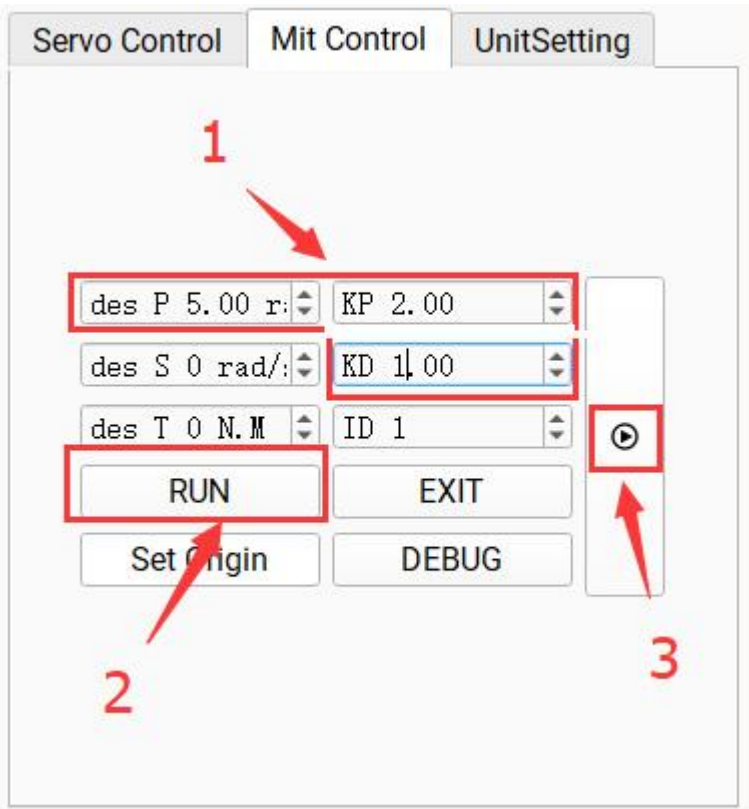 Servo Control Mit Control UnitSetting
1
des P 5.00 r KP 2.00
des S 0 rad/ KD 1.00
des T 0 N.M ID 1
RUN EXIT
Set Origin DEBUG
2
3